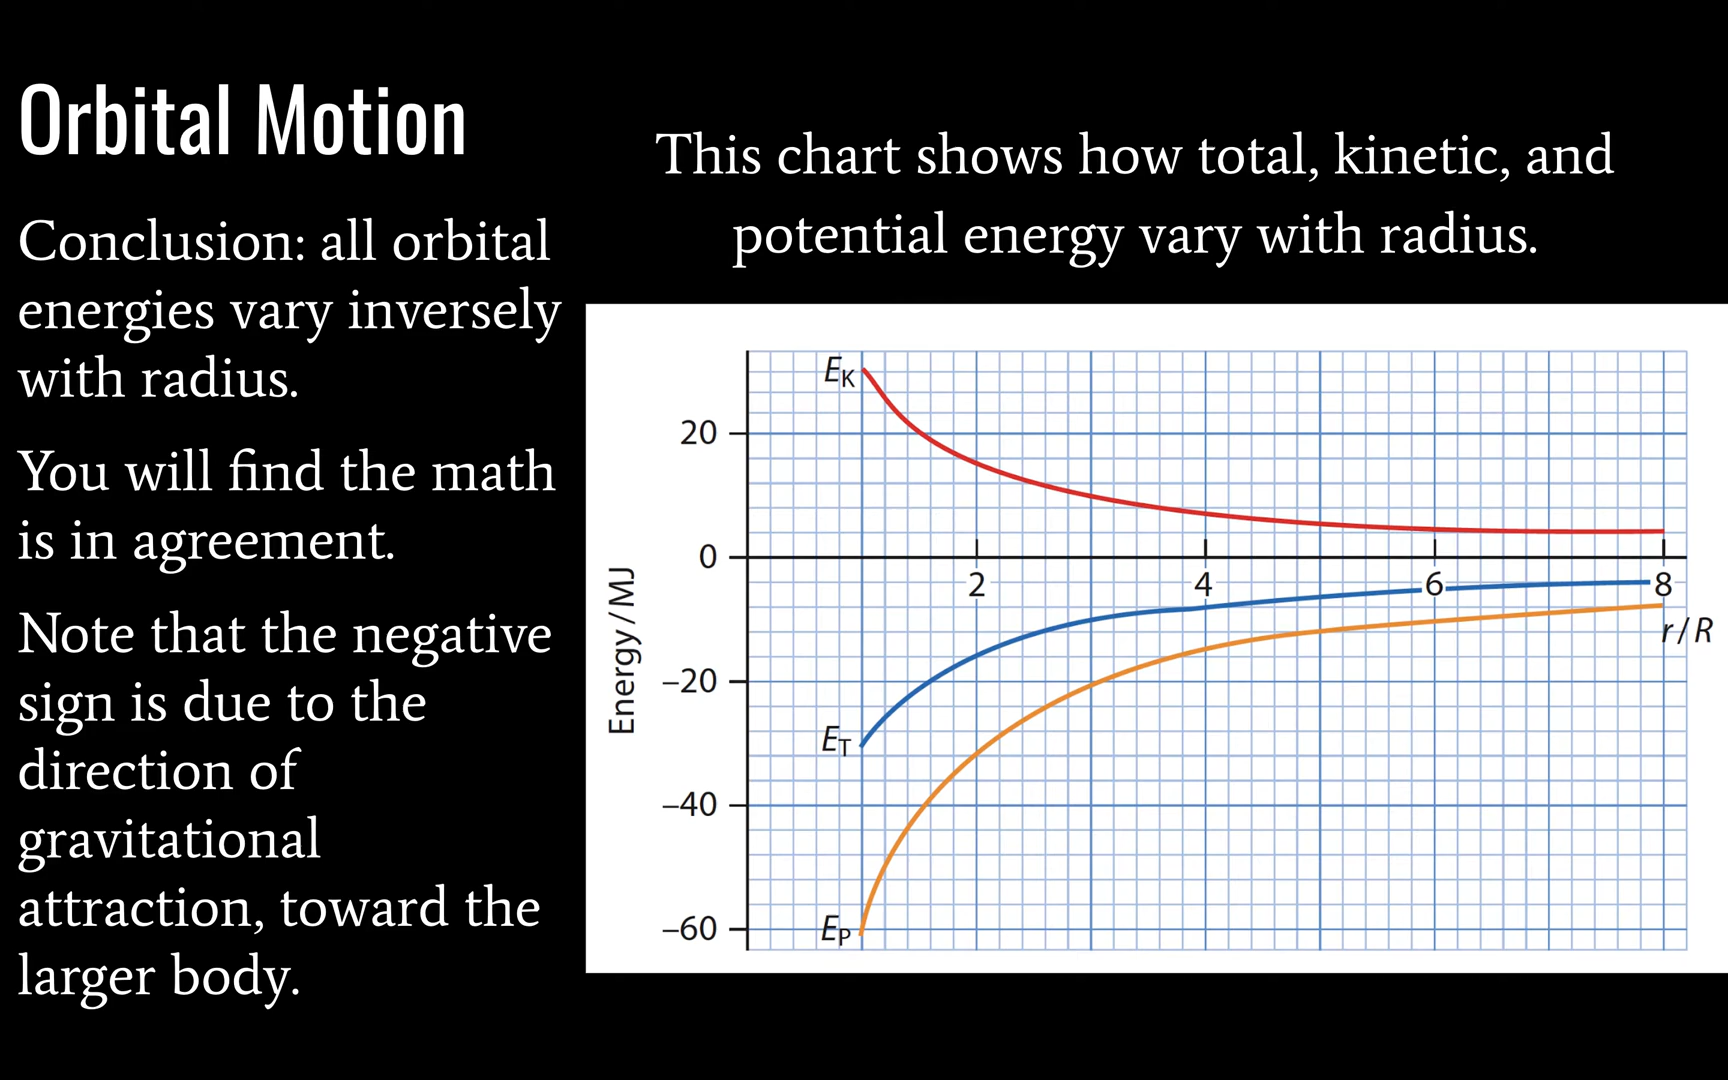 Orbital Motion
Conclusion: all orbital
energies vary inversely
with radius.
You will find the math
is in agreement.
Note that the negative
sign is due to the
direction of
gravitational
attraction, toward the
larger body.
This chart shows how total, kinetic, and
potential energy vary with radius.
EK
20
0
2 4 6 8
r/R
Energy/MJ
−20
ET
−40
EP
−60